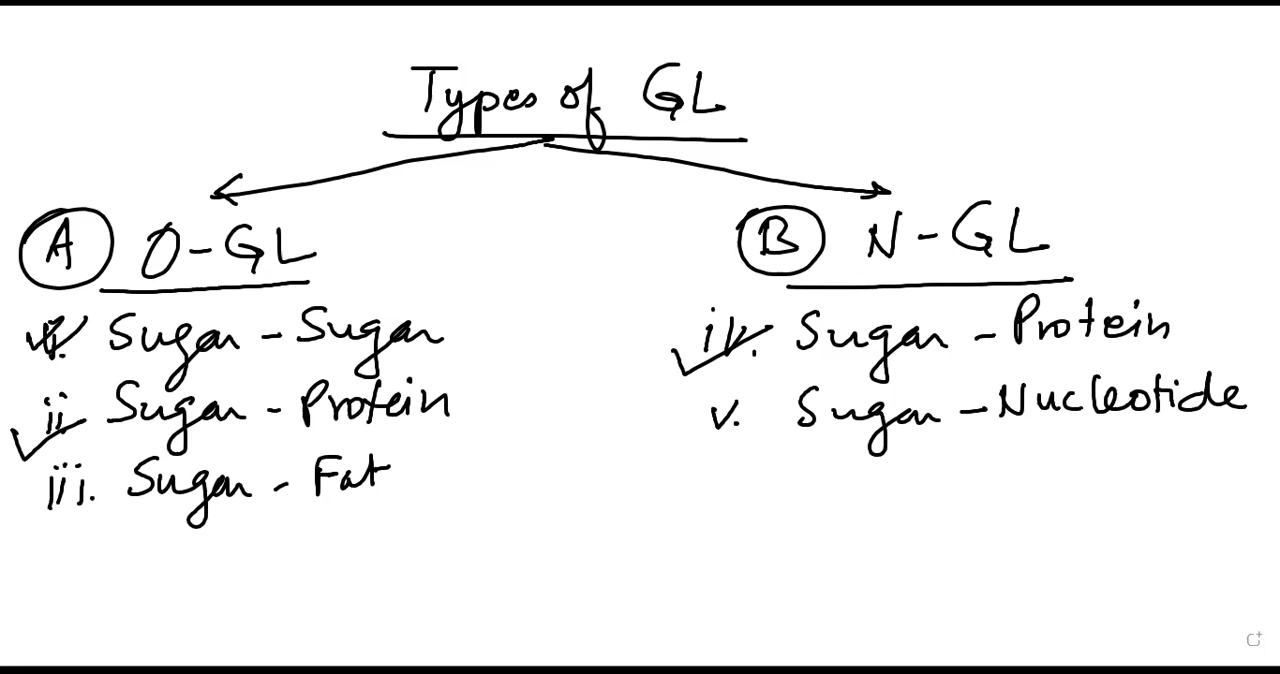 Types of GL
A O-GL
i. Sugar - Sugar
ii Sugar - Protein
iii. Sugar - Fat
B N-GL
iv. Sugar - Protein
v. Sugar - Nucleotide